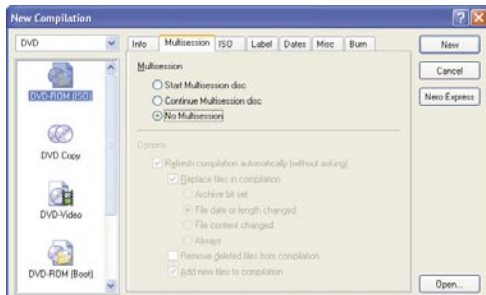 New Compilation
DVD
Info Multisession ISO Label Dates Misc Burn
New
Cancel
Nero Express
Multisession
Start Multisession disc
Continue Multisession disc
No Multisession
Options
Refresh compilation automatically (without asking)
Replace files in compilation
Archive bit set
File date or length changed
File content changed
Always
Remove deleted files from compilation
Add new files to compilation
DVD-ROM (ISO)
DVD Copy
DVD-Video
DVD-ROM (Boot)
Open...